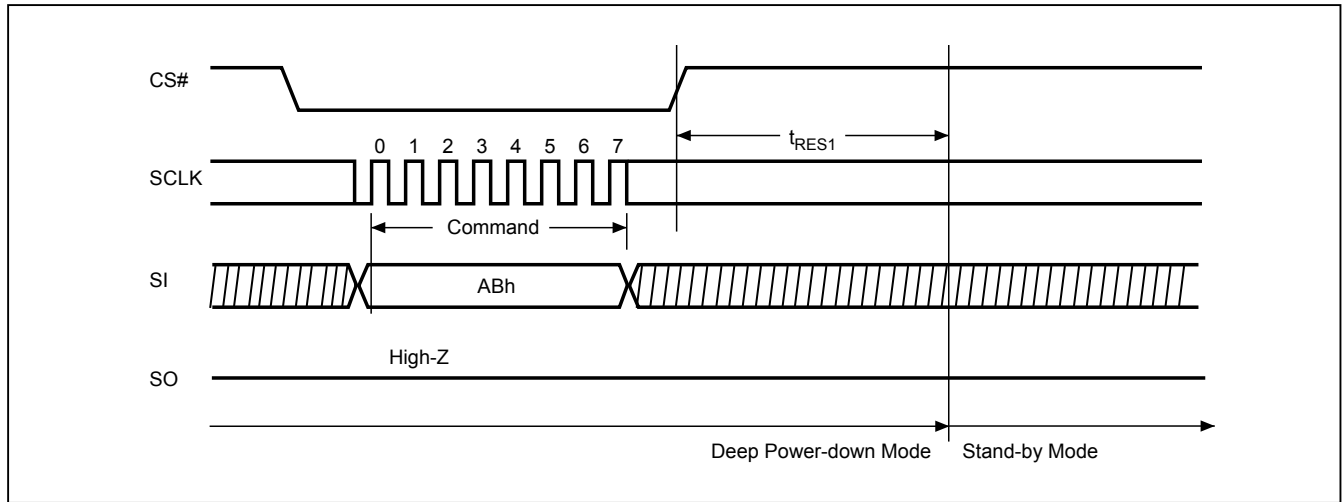 CS#
tRES1
0 1 2 3 4 5 6 7
SCLK
Command
SI
ABh
High-Z
SO
Deep Power-down Mode Stand-by Mode